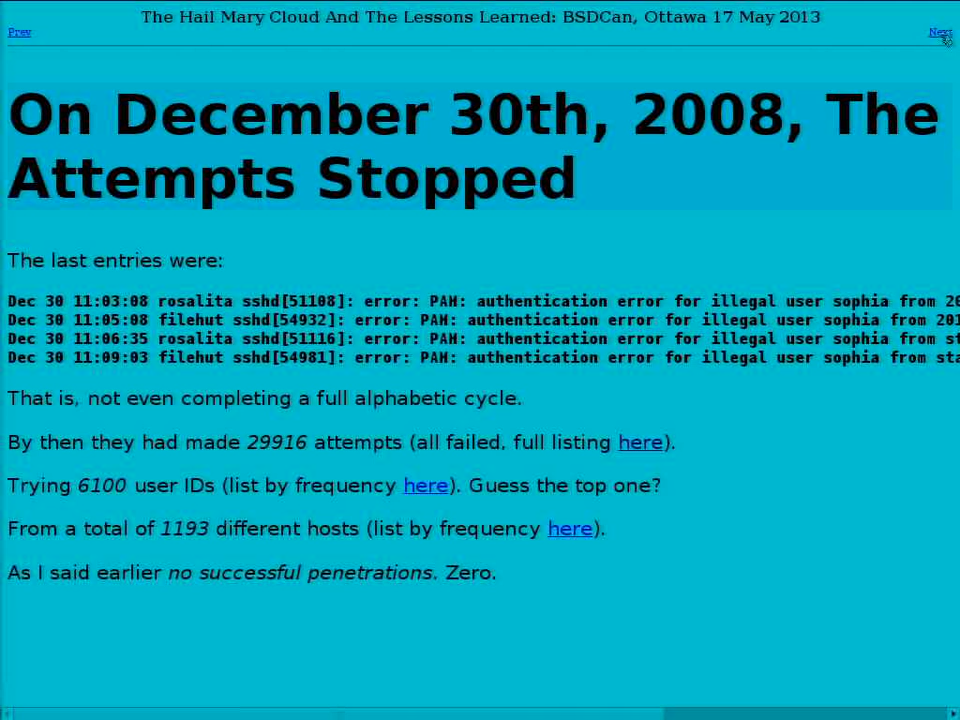 The Hail Mary Cloud And The Lessons Learned: BSDCan, Ottawa 17 May 2013
Prev Next
On December 30th, 2008, The
Attempts Stopped
The last entries were:
Dec 30 11:03:08 rosalita sshd[51108]: error: PAM: authentication error for illegal user sophia from 20
Dec 30 11:05:08 filehut sshd[54932]: error: PAM: authentication error for illegal user sophia from 201
Dec 30 11:06:35 rosalita sshd[51116]: error: PAM: authentication error for illegal user sophia from st
Dec 30 11:09:03 filehut sshd[54981]: error: PAM: authentication error for illegal user sophia from sta
That is, not even completing a full alphabetic cycle.
By then they had made 29916 attempts (all failed, full listing here).
Trying 6100 user IDs (list by frequency here). Guess the top one?
From a total of 1193 different hosts (list by frequency here).
As I said earlier no successful penetrations. Zero.